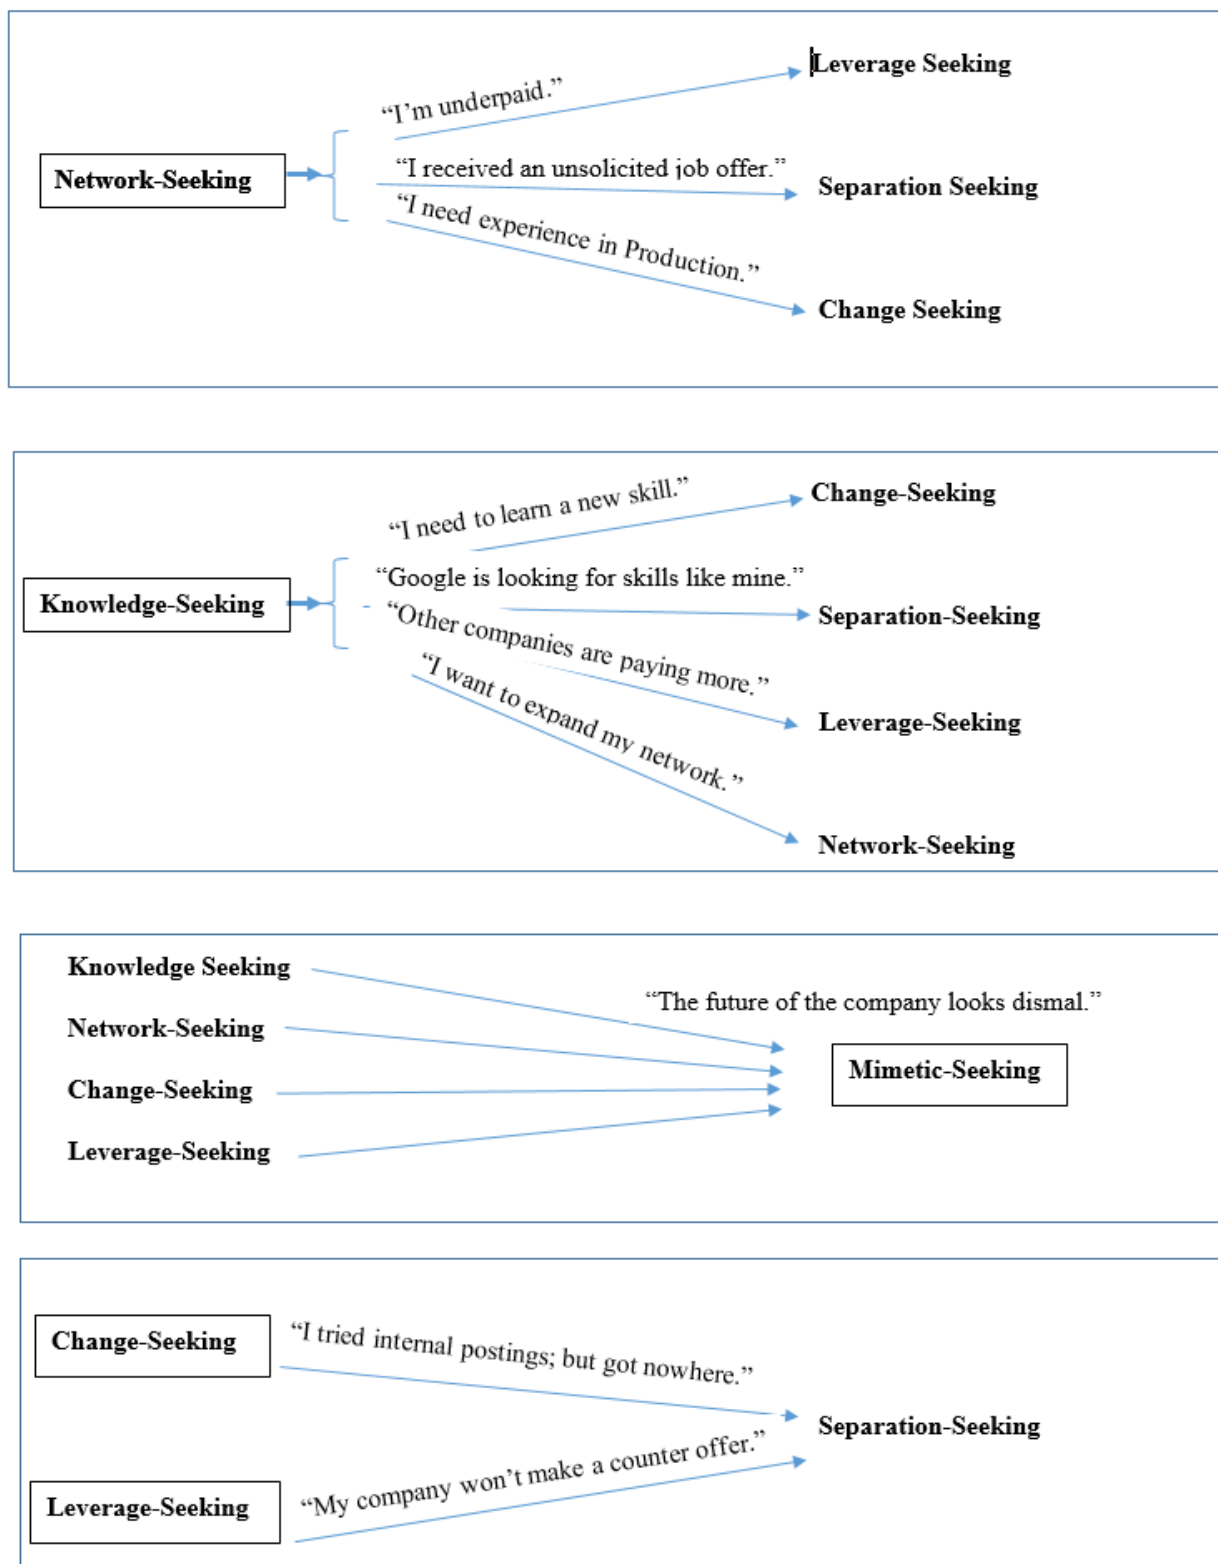 “I’m underpaid.”
Leverage Seeking
Network-Seeking
“I received an unsolicited job offer.”
Separation Seeking
“I need experience in Production.”
Change Seeking
“I need to learn a new skill.”
Change-Seeking
Knowledge-Seeking
“Google is looking for skills like mine.”
Separation-Seeking
“Other companies are paying more.”
Leverage-Seeking
“I want to expand my network.”
Network-Seeking
Knowledge Seeking
Network-Seeking
Change-Seeking
Leverage-Seeking
“The future of the company looks dismal.”
Mimetic-Seeking
Change-Seeking
“I tried internal postings; but got nowhere.”
Separation-Seeking
Leverage-Seeking
“My company won’t make a counter offer.”